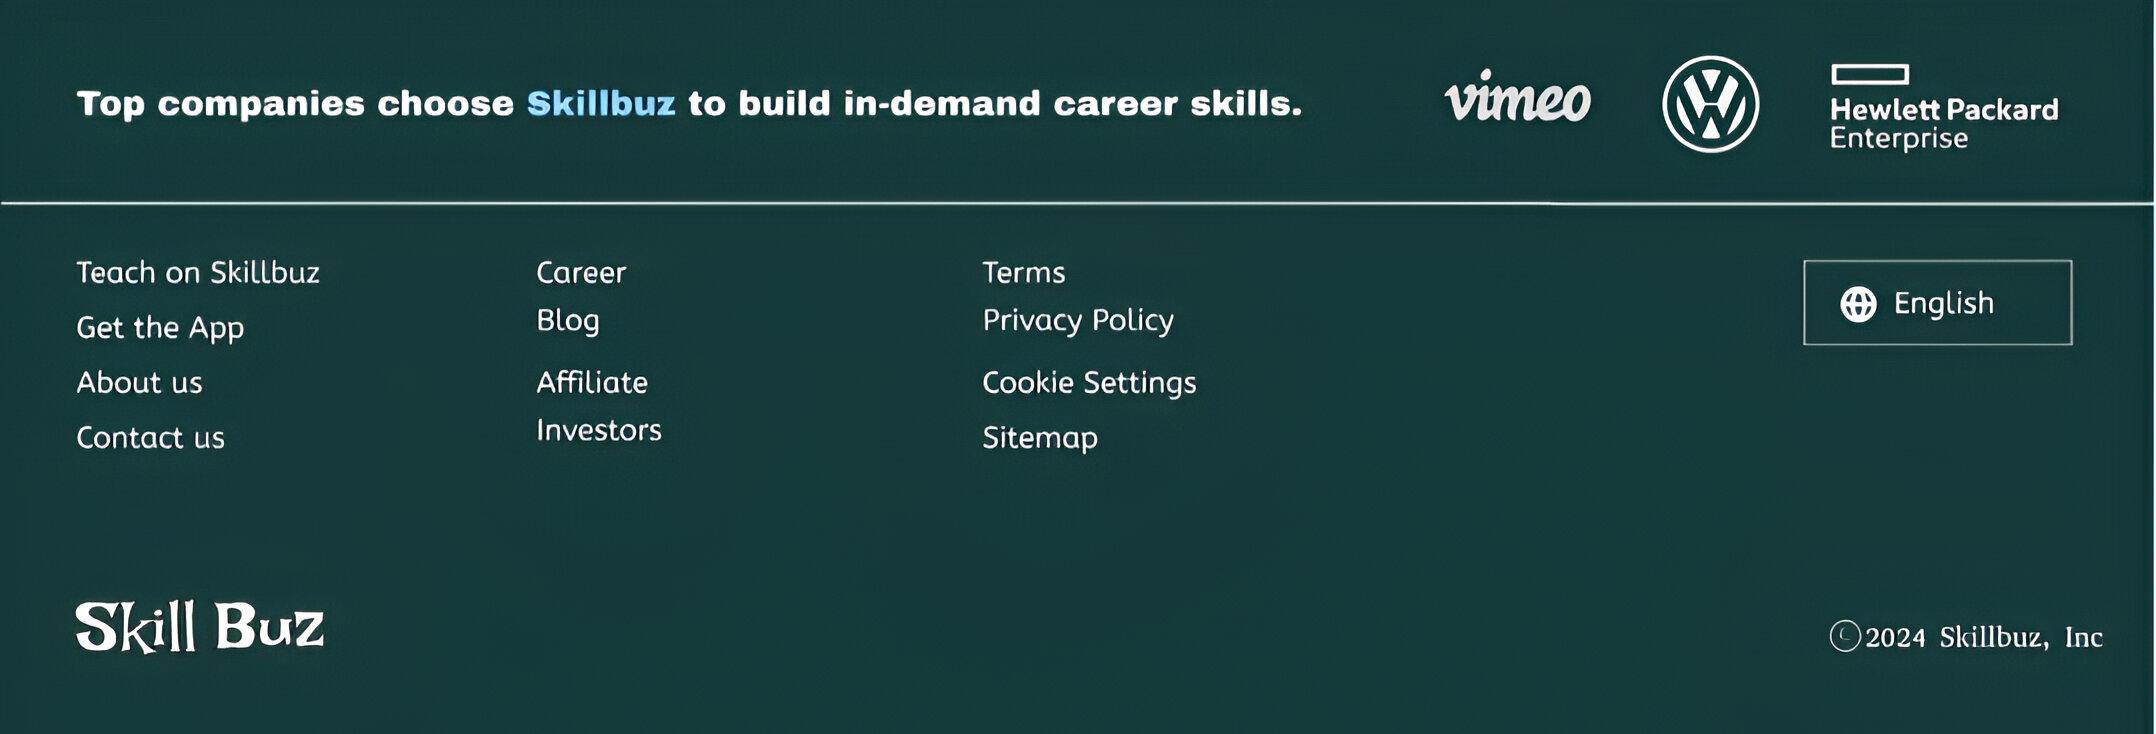 Top companies choose Skillbuz to build in-demand career skills.
vimeo
Hewlett Packard
Enterprise
Teach on Skillbuz
Get the App
About us
Contact us
Career
Blog
Affiliate
Investors
Terms
Privacy Policy
Cookie Settings
Sitemap
English
Skill Buz
©2024 Skillbuz, Inc